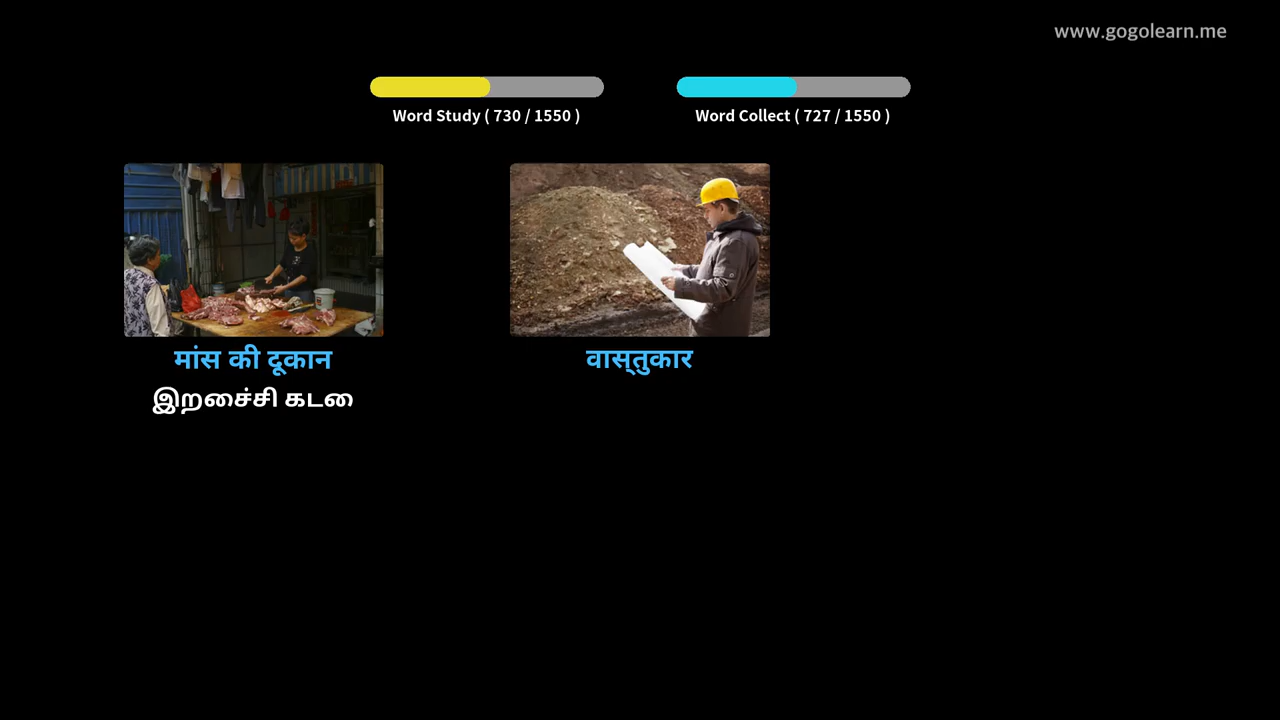 www.gogolearn.me
Word Study ( 730 / 1550 )
Word Collect ( 727 / 1550 )
मांस की दूकान
वास्तुकार
இறைச்சி கடை